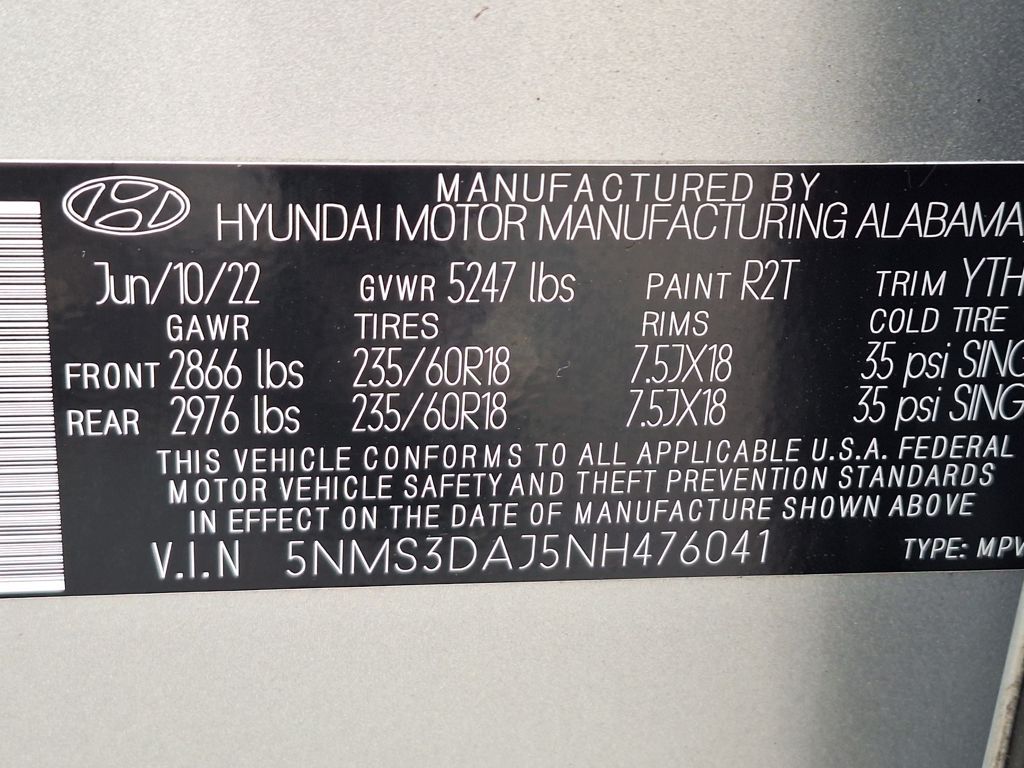 MANUFACTURED BY
HYUNDAI MOTOR MANUFACTURING ALABAMA,
Jun/10/22 GVWR 5247 lbs PAINT R2T TRIM YTH
GAWR TIRES RIMS COLD TIRE
FRONT 2866 lbs 235/60R18 7.5JX18 35 psi SING
REAR 2976 lbs 235/60R18 7.5JX18 35 psi SING
THIS VEHICLE CONFORMS TO ALL APPLICABLE U.S.A. FEDERAL
MOTOR VEHICLE SAFETY AND THEFT PREVENTION STANDARDS
IN EFFECT ON THE DATE OF MANUFACTURE SHOWN ABOVE
V.I.N 5NMS3DAJ5NH476041 TYPE: MPV